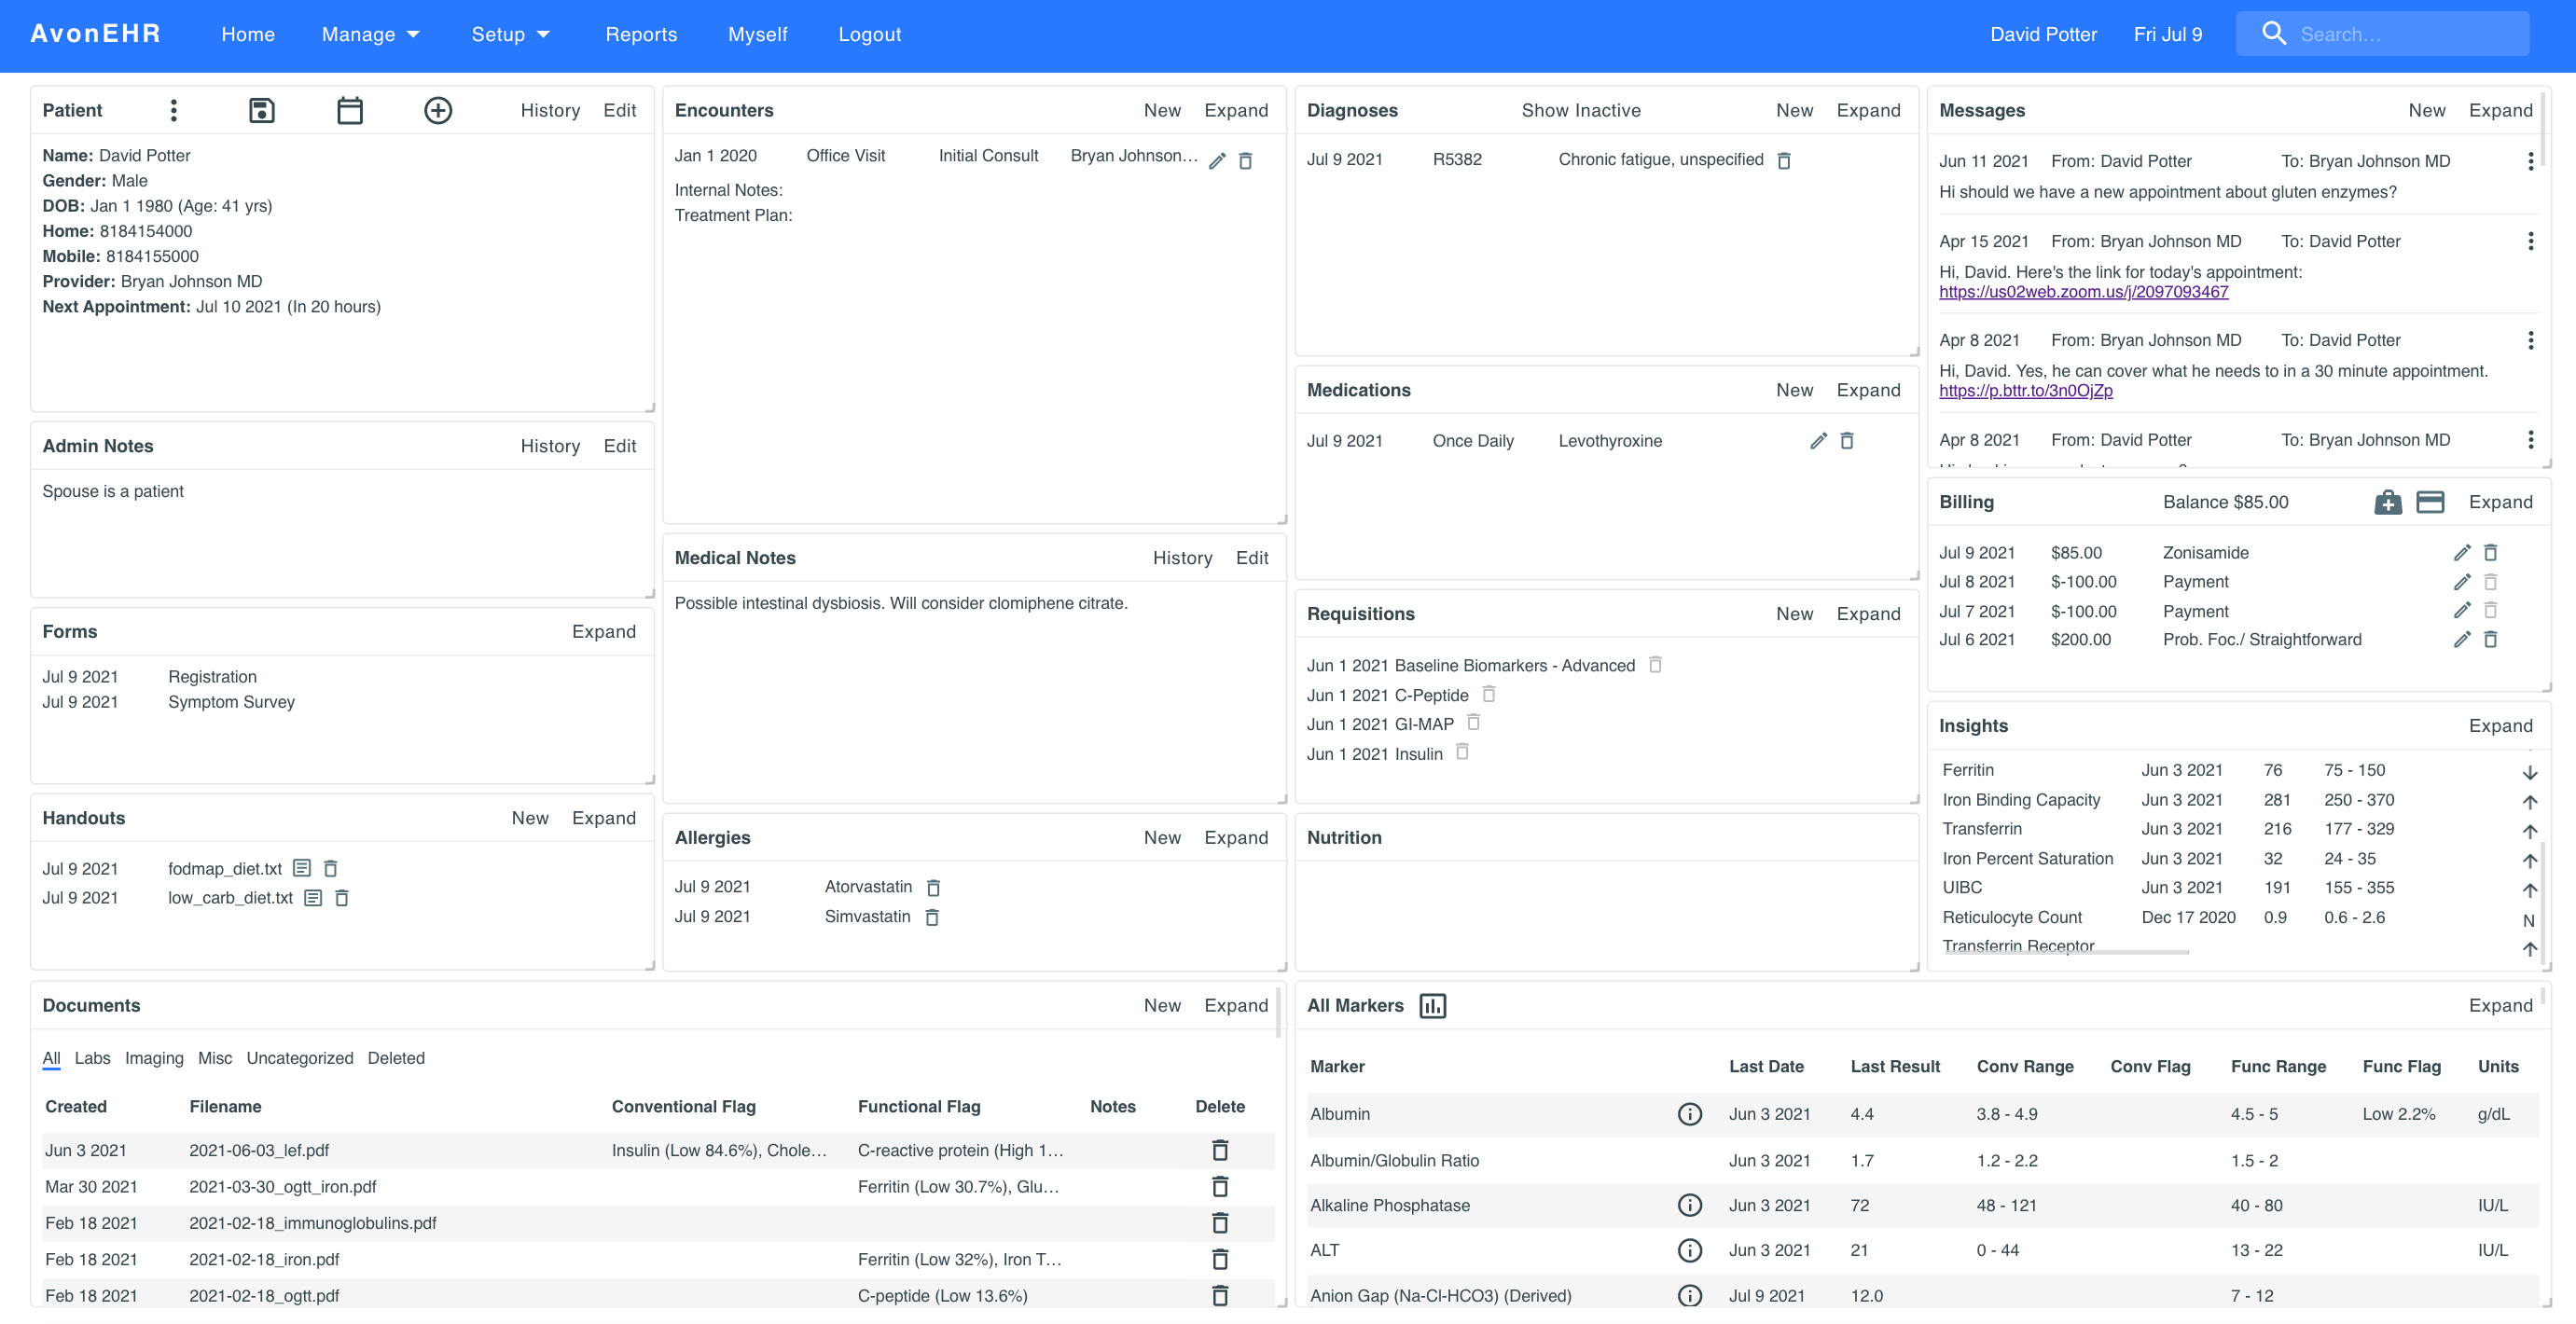 AvonEHR Home Manage Setup Reports Myself Logout David Potter Fri Jul 9 Search...
Patient History Edit
Name: David Potter
Gender: Male
DOB: Jan 1 1980 (Age: 41 yrs)
Home: 8184154000
Mobile: 8184155000
Provider: Bryan Johnson MD
Next Appointment: Jul 10 2021 (In 20 hours)
Admin Notes History Edit
Spouse is a patient
Forms Expand
Jul 9 2021 Registration
Jul 9 2021 Symptom Survey
Handouts New Expand
Jul 9 2021 fodmap_diet.txt
Jul 9 2021 low_carb_diet.txt
Encounters New Expand
Jan 1 2020 Office Visit Initial Consult Bryan Johnson...
Internal Notes:
Treatment Plan:
Medical Notes History Edit
Possible intestinal dysbiosis. Will consider clomiphene citrate.
Allergies New Expand
Jul 9 2021 Atorvastatin
Jul 9 2021 Simvastatin
Diagnoses Show Inactive New Expand
Jul 9 2021 R5382 Chronic fatigue, unspecified
Medications New Expand
Jul 9 2021 Once Daily Levothyroxine
Requisitions New Expand
Jun 1 2021 Baseline Biomarkers - Advanced
Jun 1 2021 C-Peptide
Jun 1 2021 GI-MAP
Jun 1 2021 Insulin
Nutrition
Messages New Expand
Jun 11 2021 From: David Potter To: Bryan Johnson MD
Hi should we have a new appointment about gluten enzymes?
Apr 15 2021 From: Bryan Johnson MD To: David Potter
Hi, David. Here's the link for today's appointment:
https://us02web.zoom.us/j/2097093467
Apr 8 2021 From: Bryan Johnson MD To: David Potter
Hi, David. Yes, he can cover what he needs to in a 30 minute appointment.
https://p.bttr.to/3n0OjZp
Apr 8 2021 From: David Potter To: Bryan Johnson MD
Billing Balance $85.00 Expand
Jul 9 2021 $85.00 Zonisamide
Jul 8 2021 $-100.00 Payment
Jul 7 2021 $-100.00 Payment
Jul 6 2021 $200.00 Prob. Foc./ Straightforward
Insights Expand
Ferritin Jun 3 2021 76 75 - 150
Iron Binding Capacity Jun 3 2021 281 250 - 370
Transferrin Jun 3 2021 216 177 - 329
Iron Percent Saturation Jun 3 2021 32 24 - 35
UIBC Jun 3 2021 191 155 - 355
Reticulocyte Count Dec 17 2020 0.9 0.6 - 2.6 N
Transferrin Receptor
Documents New Expand
All Labs Imaging Misc Uncategorized Deleted
Created Filename Conventional Flag Functional Flag Notes Delete
Jun 3 2021 2021-06-03_lef.pdf Insulin (Low 84.6%), Chole... C-reactive protein (High 1...
Mar 30 2021 2021-03-30_ogtt_iron.pdf Ferritin (Low 30.7%), Glu...
Feb 18 2021 2021-02-18_immunoglobulins.pdf
Feb 18 2021 2021-02-18_iron.pdf Ferritin (Low 32%), Iron T...
Feb 18 2021 2021-02-18_ogtt.pdf C-peptide (Low 13.6%)
All Markers Expand
Marker Last Date Last Result Conv Range Conv Flag Func Range Func Flag Units
Albumin Jun 3 2021 4.4 3.8 - 4.9 4.5 - 5 Low 2.2% g/dL
Albumin/Globulin Ratio Jun 3 2021 1.7 1.2 - 2.2 1.5 - 2
Alkaline Phosphatase Jun 3 2021 72 48 - 121 40 - 80 IU/L
ALT Jun 3 2021 21 0 - 44 13 - 22 IU/L
Anion Gap (Na-Cl-HCO3) (Derived) Jul 9 2021 12.0 7 - 12